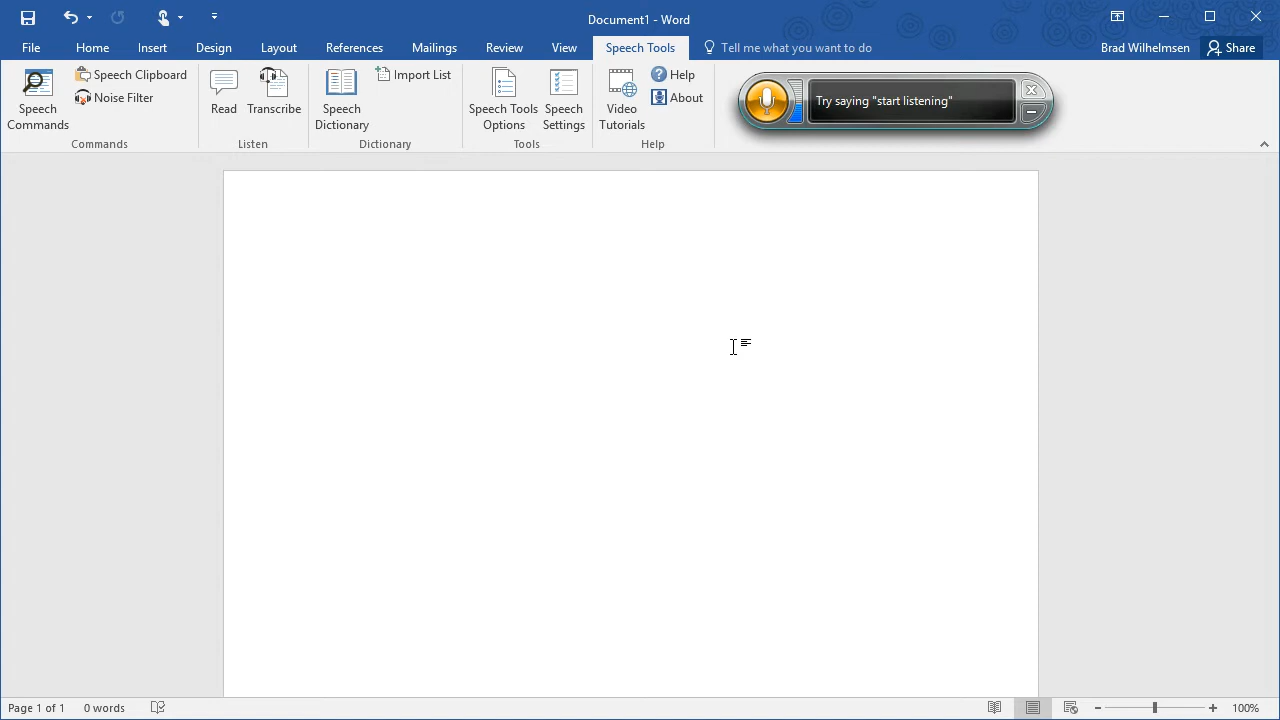 Document1 - Word
File Home Insert Design Layout References Mailings Review View Speech Tools Tell me what you want to do Brad Wilhelmsen Share
Speech Commands
Speech Clipboard
Noise Filter
Commands
Read
Transcribe
Listen
Speech Dictionary
Import List
Dictionary
Speech Tools Options
Speech Settings
Tools
Video Tutorials
Help
About
Help
Try saying "start listening"
Page 1 of 1 0 words 100%